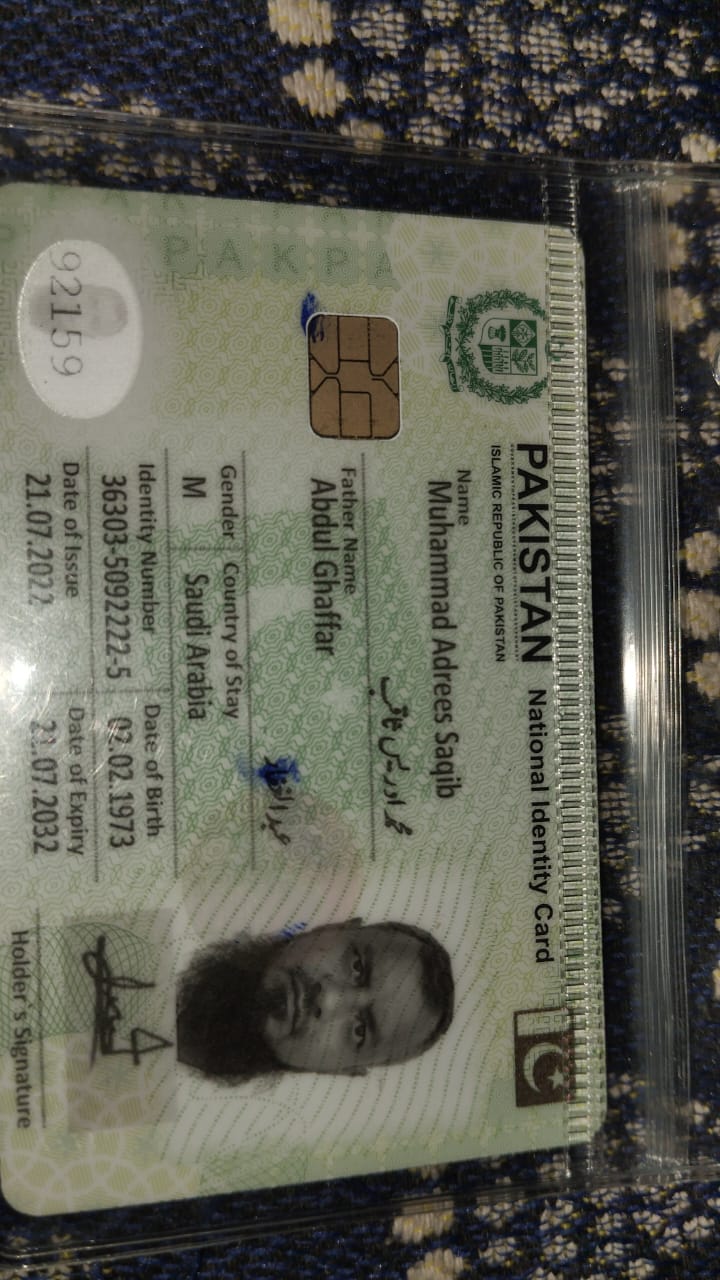 PAKISTAN National Identity Card
ISLAMIC REPUBLIC OF PAKISTAN
Name
Muhammad Adrees Saqib
محمد ادریس ثاقب
Father Name
Abdul Ghaffar
عبدالغفار
Gender Country of Stay
M Saudi Arabia
Identity Number Date of Birth
36303-5092222-5 02.02.1973
Date of Issue Date of Expiry
21.07.2022 21.07.2032
Holder's Signature
92159
PAKPA